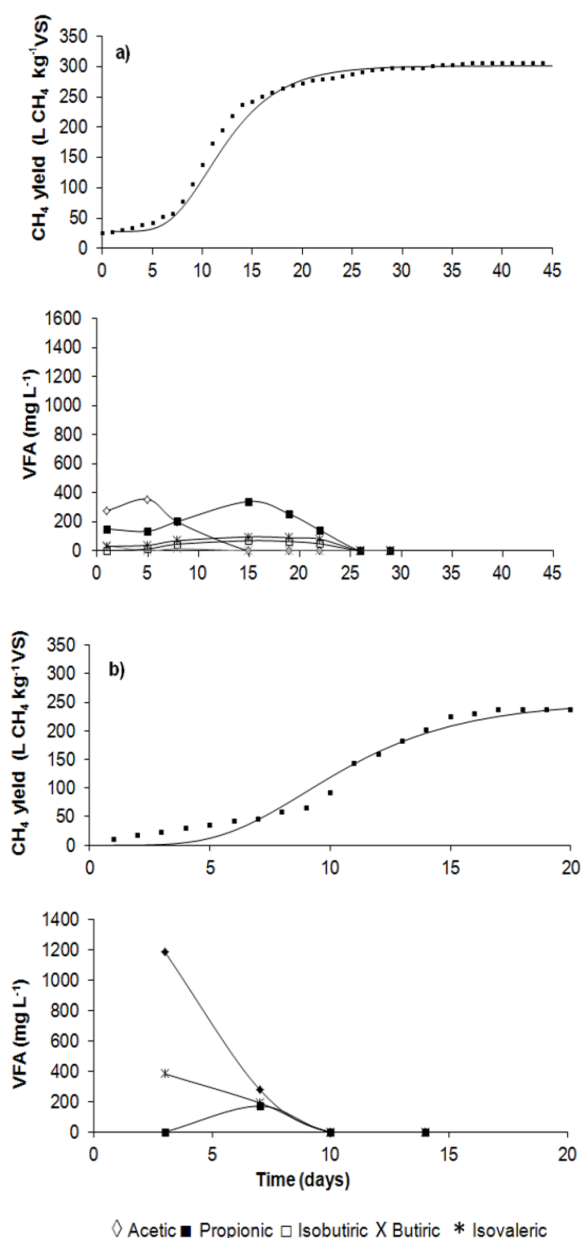 a)
CH₄ yleld (L CH₄ kg⁻¹VS)
350
300
250
200
150
100
50
0
0 5 10 15 20 25 30 35 40 45
VFA (mg L⁻¹)
1600
1400
1200
1000
800
600
400
200
0
0 5 10 15 20 25 30 35 40 45
b)
CH₄ yleld (L CH₄ kg⁻¹VS)
350
300
250
200
150
100
50
0
0 5 10 15 20
VFA (mg L⁻¹)
1400
1200
1000
800
600
400
200
0
0 5 10 15 20
Time (days)
◊ Acetic ■ Propionic □ Isobutiric X Butiric * Isovaleric